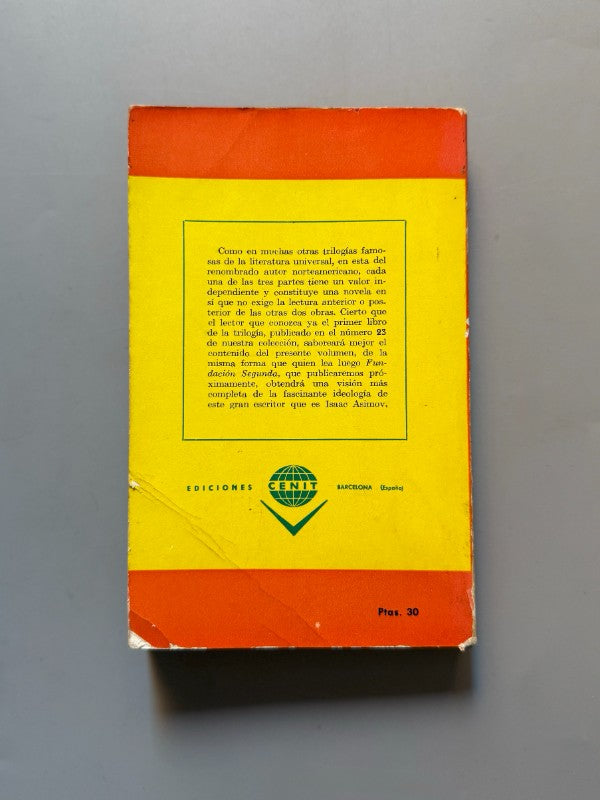 Como en muchas otras trilogías famo-
sas de la literatura universal, en esta del
renombrado autor norteamericano, cada
una de las tres partes tiene un valor in-
dependiente y constituye una novela en
sí que no exige la lectura anterior o pos-
terior de las otras dos obras. Cierto que
el lector que conozca ya el primer libro
de la trilogía, publicado en el número 23
de nuestra colección, saboreará mejor el
contenido del presente volumen, de la
misma forma que quien lea luego Fun-
dación Segunda, que publicaremos pró-
ximamente, obtendrá una visión más
completa de la fascinante ideología de
este gran escritor que es Isaac Asimov.
EDICIONES CENIT BARCELONA (España)
Ptas. 30